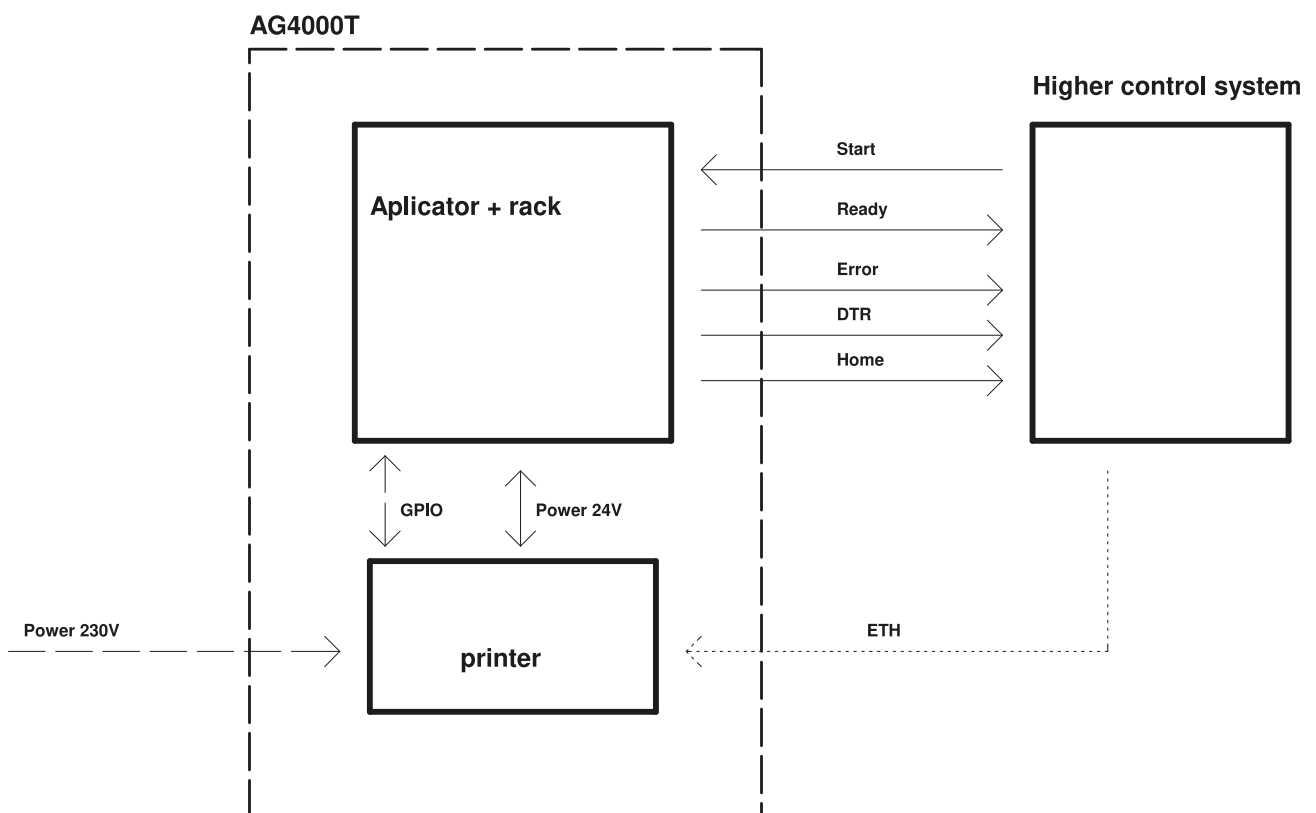 AG4000T
Higher control system
Start
Aplicator + rack
Ready
Error
DTR
Home
GPIO
Power 24V
Power 230V
ETH
printer